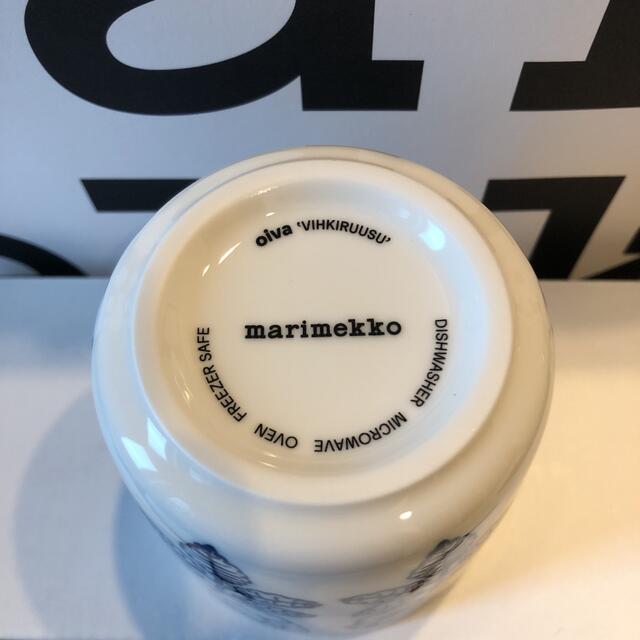 oiva 'VIHKIRUUSU'
marimekko
DISHWASHER MICROWAVE OVEN FREEZER SAFE